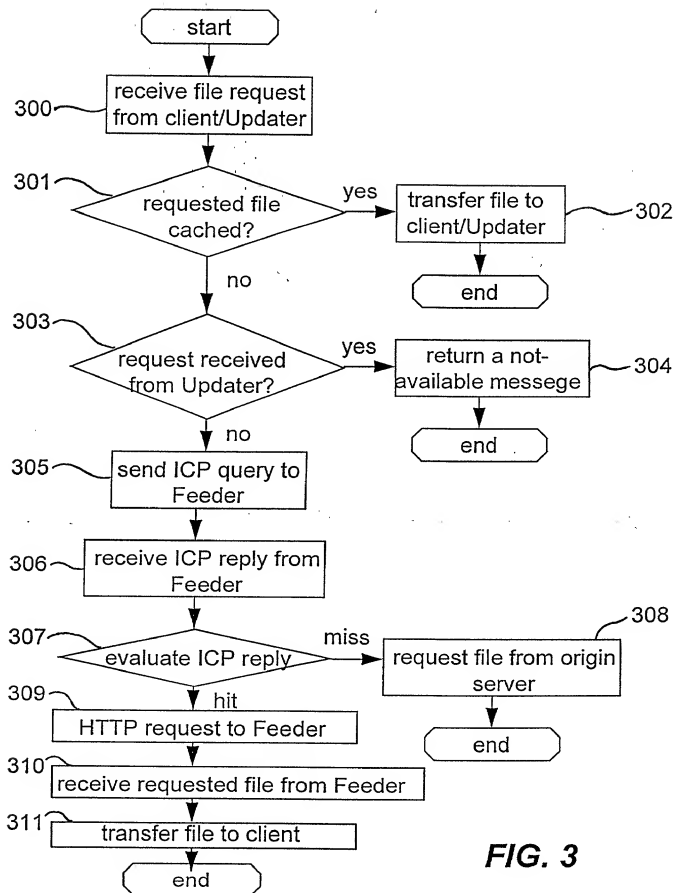 start
300
receive file request
from client/Updater
301
requested file
cached?
yes
transfer file to
client/Updater
302
end
no
303
request received
from Updater?
yes
return a not-
available messege
304
end
no
305
send ICP query to
Feeder
306
receive ICP reply from
Feeder
307
evaluate ICP reply
miss
308
request file from origin
server
end
hit
309
HTTP request to Feeder
310
receive requested file from Feeder
311
transfer file to client
end
FIG. 3